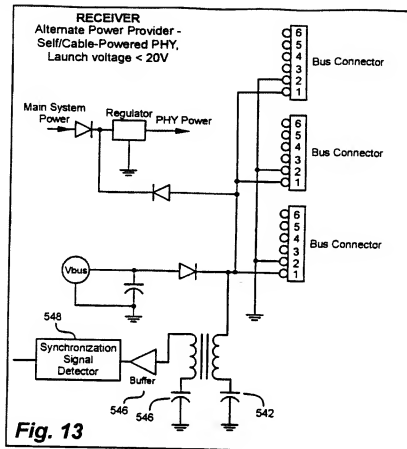 RECEIVER
Alternate Power Provider -
Self/Cable-Powered PHY,
Launch voltage < 20V
6
5
4
3
2
1
Bus Connector
Main System
Power
Regulator
PHY Power
6
5
4
3
2
1
Bus Connector
6
5
4
3
2
1
Bus Connector
Vbus
548
Synchronization
Signal
Detector
Buffer
546
546
542
Fig. 13